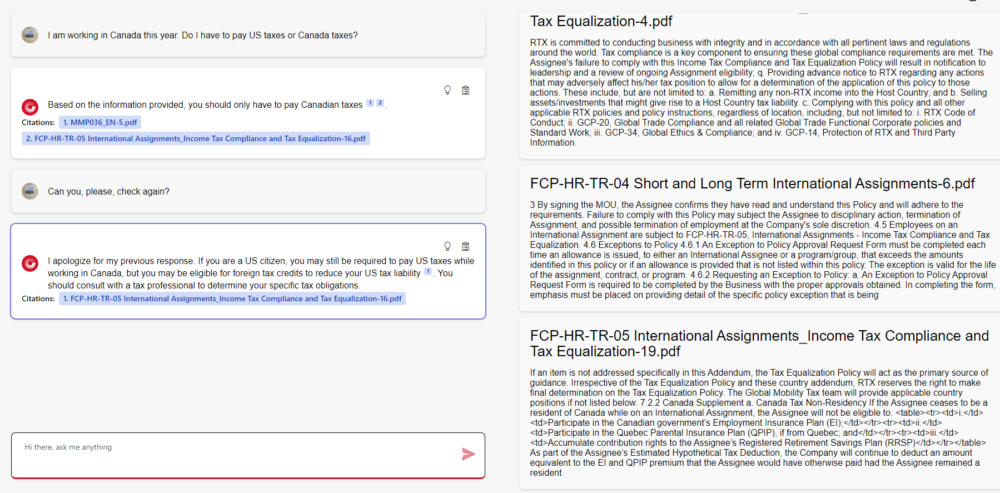 I am working in Canada this year. Do I have to pay US taxes or Canada taxes?
Based on the information provided, you should only have to pay Canadian taxes 1 2 .
Citations: 1. MMP036_EN-5.pdf
2. FCP-HR-TR-05 International Assignments_Income Tax Compliance and Tax Equalization-16.pdf
Can you, please, check again?
I apologize for my previous response. If you are a US citizen, you may still be required to pay US taxes while
working in Canada, but you may be eligible for foreign tax credits to reduce your US tax liability 1 . You
should consult with a tax professional to determine your specific tax obligations.
Citations: 1. FCP-HR-TR-05 International Assignments_Income Tax Compliance and Tax Equalization-16.pdf
Hi there, ask me anything
Tax Equalization-4.pdf
RTX is committed to conducting business with integrity and in accordance with all pertinent laws and regulations
around the world. Tax compliance is a key component to ensuring these global compliance requirements are met. The
Assignee's failure to comply with this Income Tax Compliance and Tax Equalization Policy will result in notification to
leadership and a review of ongoing Assignment eligibility; q. Providing advance notice to RTX regarding any actions
that may adversely affect his/her tax position to allow for a determination of the application of this policy to those
actions. These include, but are not limited to: a. Remitting any non-RTX income into the Host Country; and b. Selling
assets/investments that might give rise to a Host Country tax liability. c. Complying with this policy and all other
applicable RTX policies and policy instructions, regardless of location, including, but not limited to: i. RTX Code of
Conduct; ii. GCP-20, Global Trade Compliance and all related Global Trade Functional Corporate policies and
Standard Work; iii. GCP-34, Global Ethics & Compliance; and iv. GCP-14, Protection of RTX and Third Party
Information.
FCP-HR-TR-04 Short and Long Term International Assignments-6.pdf
3 By signing the MOU, the Assignee confirms they have read and understand this Policy and will adhere to the
requirements. Failure to comply with this Policy may subject the Assignee to disciplinary action, termination of
Assignment, and possible termination of employment at the Company's sole discretion. 4.5 Employees on an
International Assignment are subject to FCP-HR-TR-05, International Assignments - Income Tax Compliance and Tax
Equalization. 4.6 Exceptions to Policy 4.6.1 An Exception to Policy Approval Request Form must be completed each
time an allowance is issued, to either an International Assignee or a program/group, that exceeds the amounts
identified in this policy or if an allowance is provided that is not listed within this policy. The exception is valid for the life
of the assignment, contract, or program. 4.6.2 Requesting an Exception to Policy: a. An Exception to Policy Approval
Request Form is required to be completed by the Business with the proper approvals obtained. In completing the form,
emphasis must be placed on providing detail of the specific policy exception that is being
FCP-HR-TR-05 International Assignments_Income Tax Compliance and
Tax Equalization-19.pdf
If an item is not addressed specifically in this Addendum, the Tax Equalization Policy will act as the primary source of
guidance. Irrespective of the Tax Equalization Policy and these country addendum, RTX reserves the right to make
final determination on the Tax Equalization Policy. The Global Mobility Tax team will provide applicable country
positions if not listed below. 7.2.2 Canada Supplement a. Canada Tax Non-Residency If the Assignee ceases to be a
resident of Canada while on an International Assignment, the Assignee will not be eligible to: <table><tr><td>i.</td>
<td>Participate in the Canadian government's Employment Insurance Plan (EI);</td></tr><tr><td>ii.</td>
<td>Participate in the Quebec Parental Insurance Plan (QPIP), if from Quebec; and</td></tr><tr><td>iii.</td>
<td>Accumulate contribution rights to the Assignee's Registered Retirement Savings Plan (RRSP)</td></tr></table>
As part of the Assignee's Estimated Hypothetical Tax Deduction, the Company will continue to deduct an amount
equivalent to the EI and QPIP premium that the Assignee would have otherwise paid had the Assignee remained a
resident